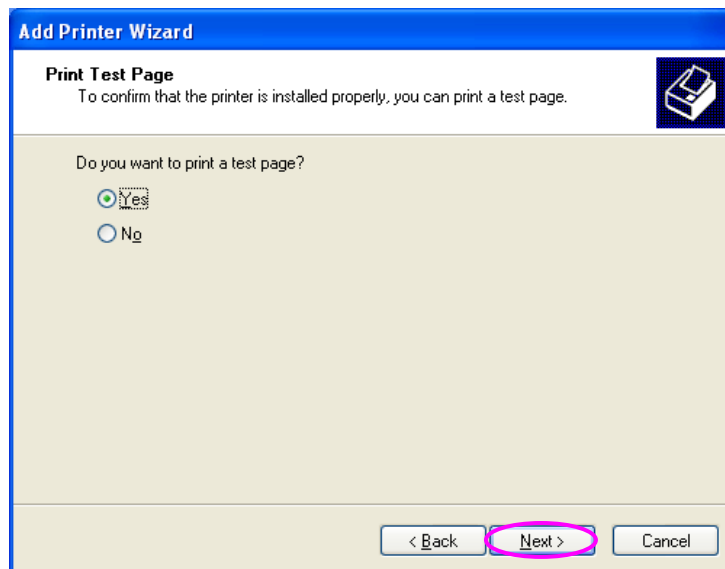 Add Printer Wizard
Print Test Page
To confirm that the printer is installed properly, you can print a test page.
Do you want to print a test page?
Yes
No
< Back
Next >
Cancel